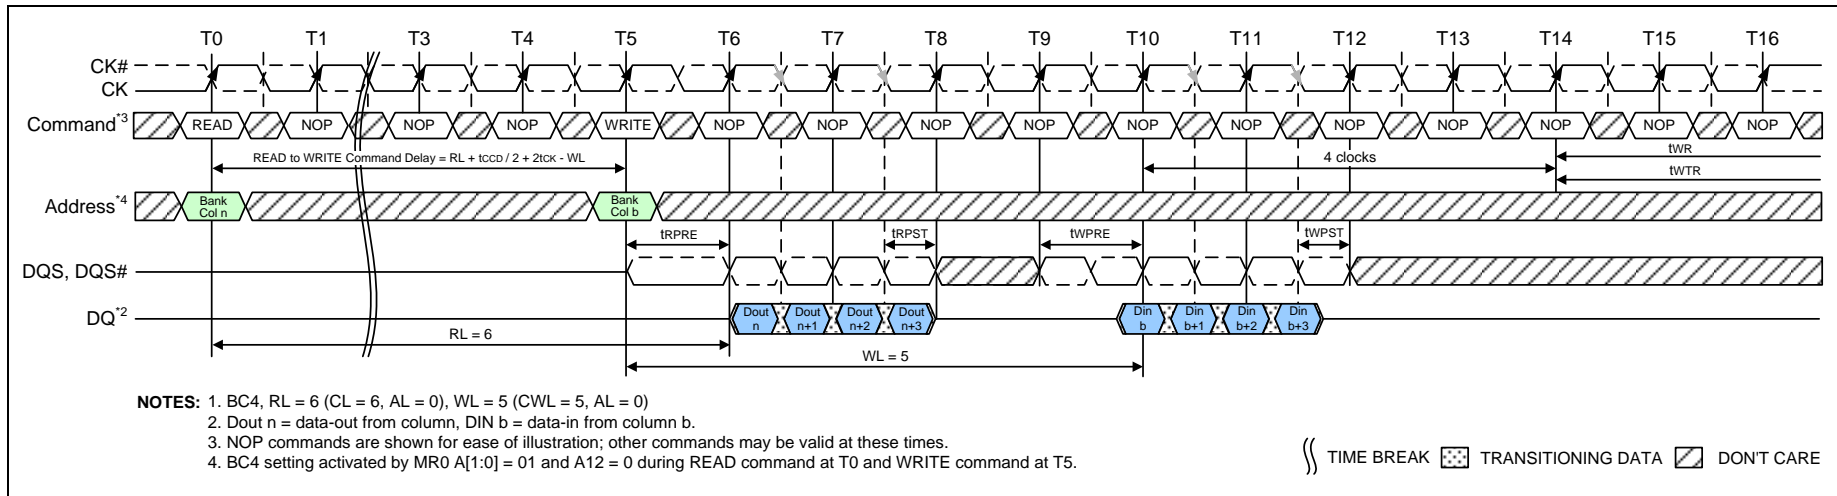 T0 T1 T3 T4 T5 T6 T7 T8 T9 T10 T11 T12 T13 T14 T15 T16
CK#
CK
Command*3 READ NOP NOP NOP WRITE NOP NOP NOP NOP NOP NOP NOP NOP NOP NOP NOP
READ to WRITE Command Delay = RL + tCCD / 2 + 2tCK - WL 4 clocks tWR
tWTR
Address*4 Bank Col n Bank Col b
tRPRE tRPST tWPRE tWPST
DQS, DQS#
DQ*2 Dout n Dout n+1 Dout n+2 Dout n+3 Din b Din b+1 Din b+2 Din b+3
RL = 6
WL = 5
NOTES: 1. BC4, RL = 6 (CL = 6, AL = 0), WL = 5 (CWL = 5, AL = 0)
2. Dout n = data-out from column, DIN b = data-in from column b.
3. NOP commands are shown for ease of illustration; other commands may be valid at these times.
4. BC4 setting activated by MR0 A[1:0] = 01 and A12 = 0 during READ command at T0 and WRITE command at T5.
TIME BREAK TRANSITIONING DATA DON'T CARE